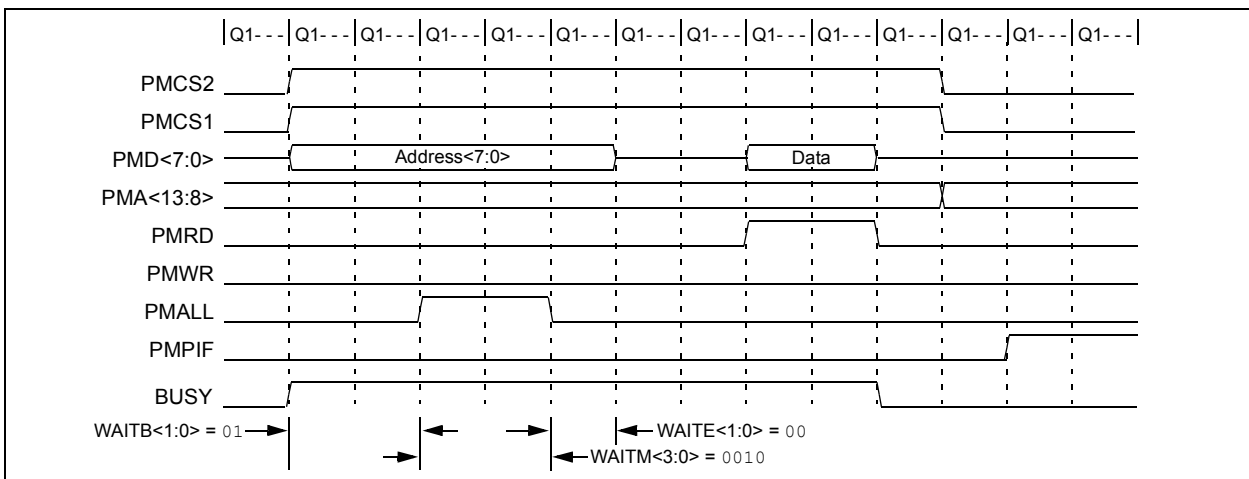 Q1- - - Q1- - - Q1- - - Q1- - - Q1- - - Q1- - - Q1- - - Q1- - - Q1- - - Q1- - - Q1- - - Q1- - - Q1- - - Q1- - -
PMCS2
PMCS1
PMD<7:0> Address<7:0> Data
PMA<13:8>
PMRD
PMWR
PMALL
PMPIF
BUSY
WAITB<1:0> = 01 WAITE<1:0> = 00
WAITM<3:0> = 0010